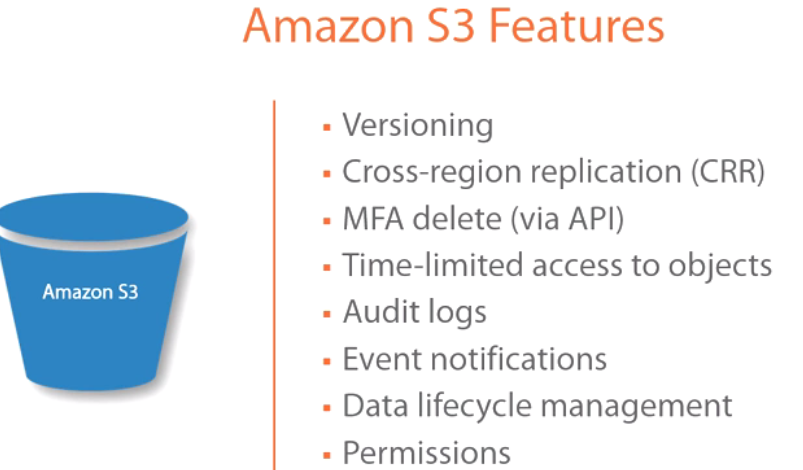 Amazon S3 Features
Amazon S3
▪ Versioning
▪ Cross-region replication (CRR)
▪ MFA delete (via API)
▪ Time-limited access to objects
▪ Audit logs
▪ Event notifications
▪ Data lifecycle management
▪ Permissions